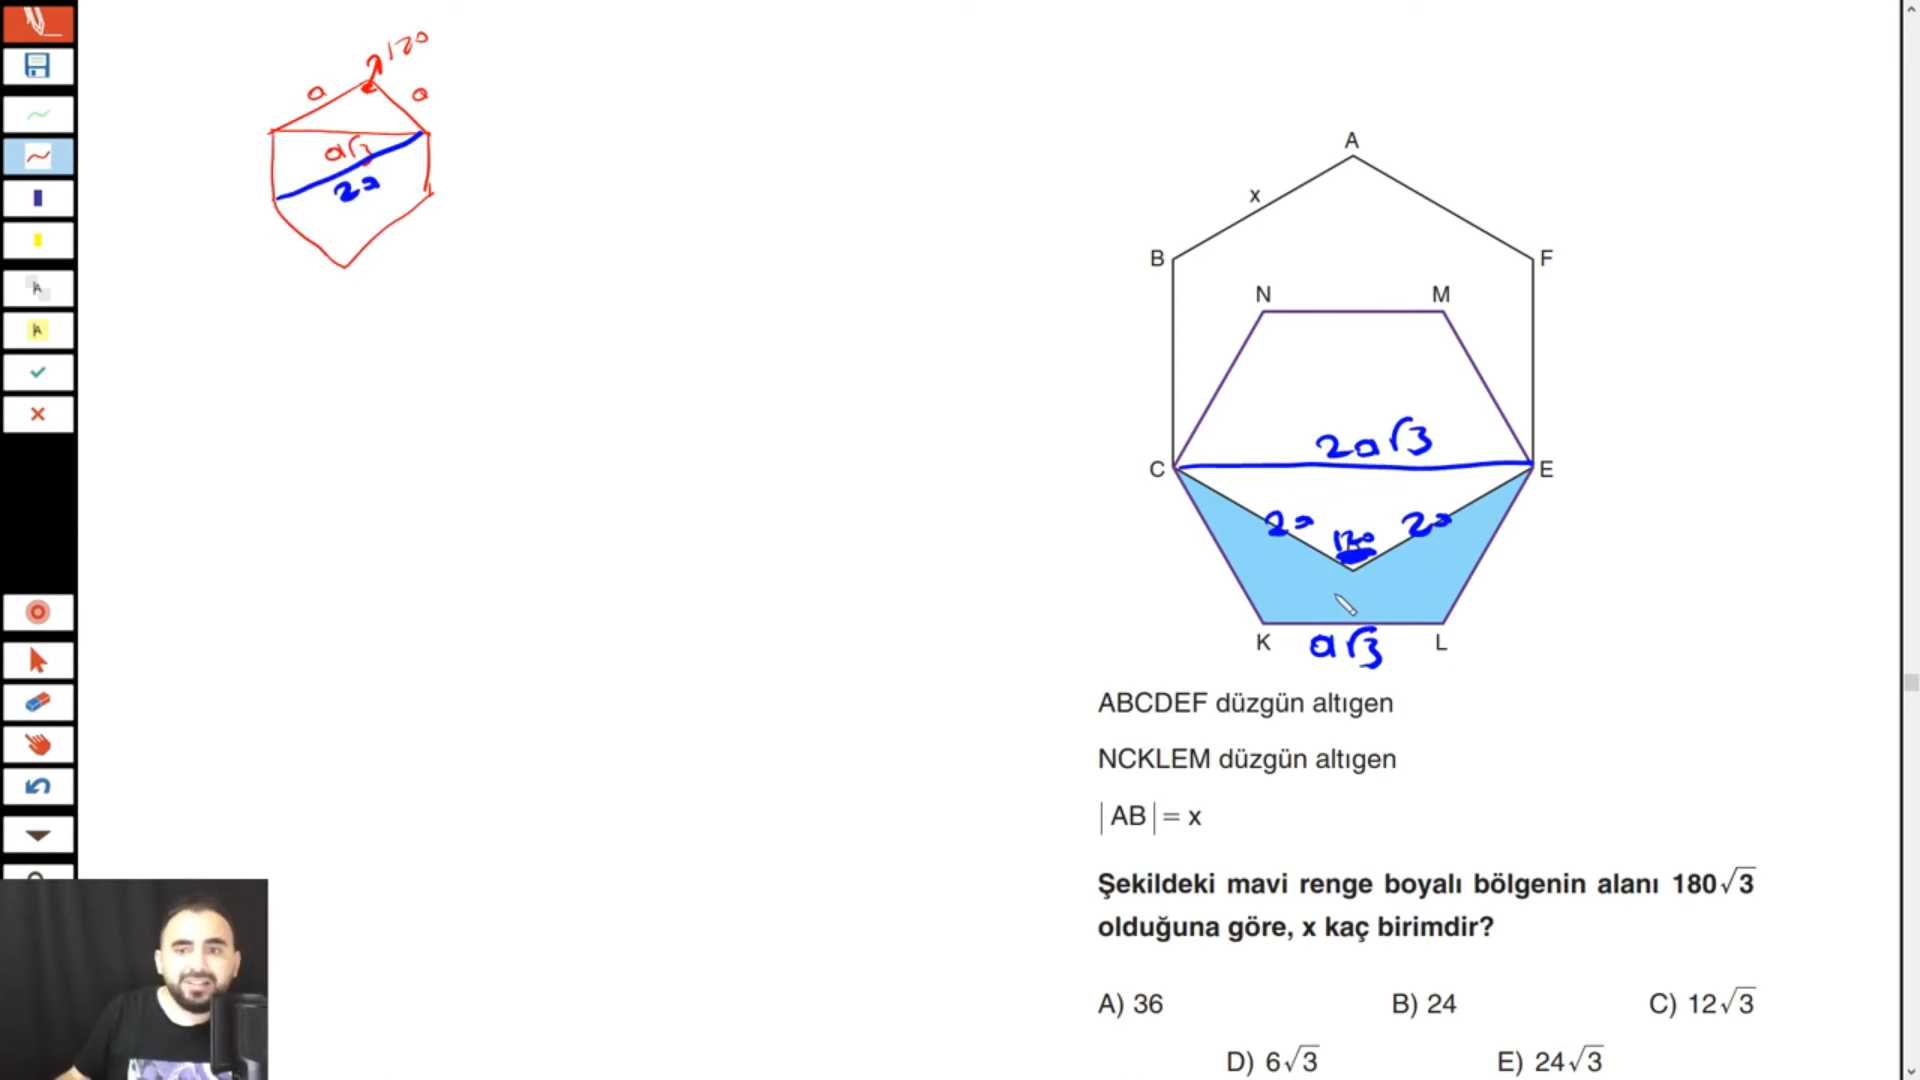 120
a
a
a√3
2a
A
x
B
F
N
M
2a√3
C
E
2a
120
2a
K
L
a√3
ABCDEF düzgün altıgen
NCKLEM düzgün altıgen
|AB| = x
Şekildeki mavi renge boyalı bölgenin alanı 180√3
olduğuna göre, x kaç birimdir?
A) 36
B) 24
C) 12√3
D) 6√3
E) 24√3